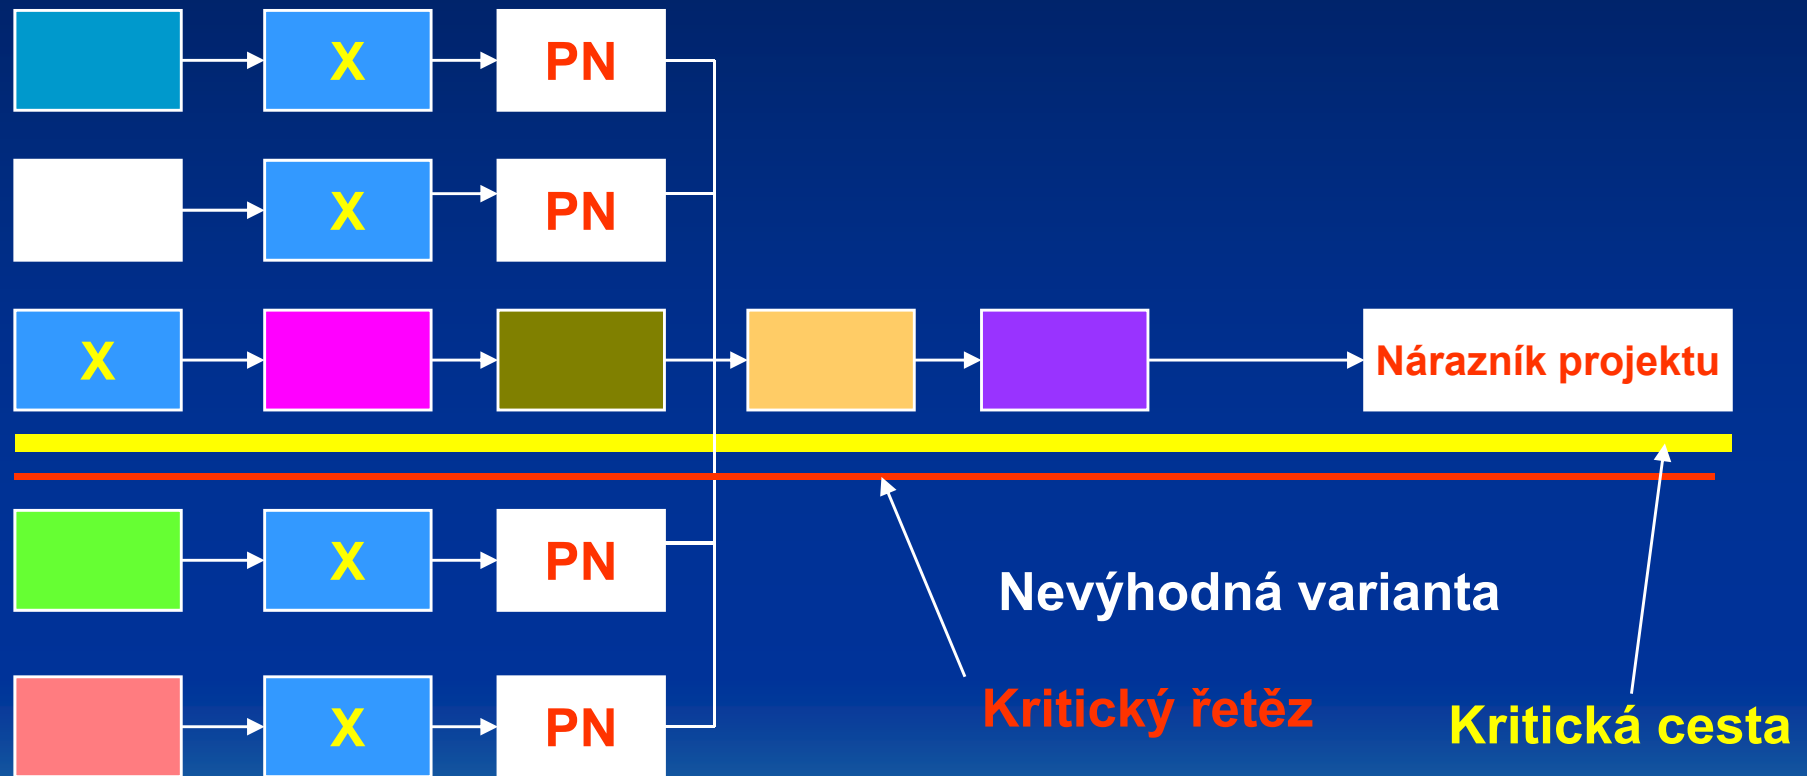 X PN
X PN
X Nárazník projektu
X PN
Nevýhodná varianta
X PN
Kritický řetěz
Kritická cesta